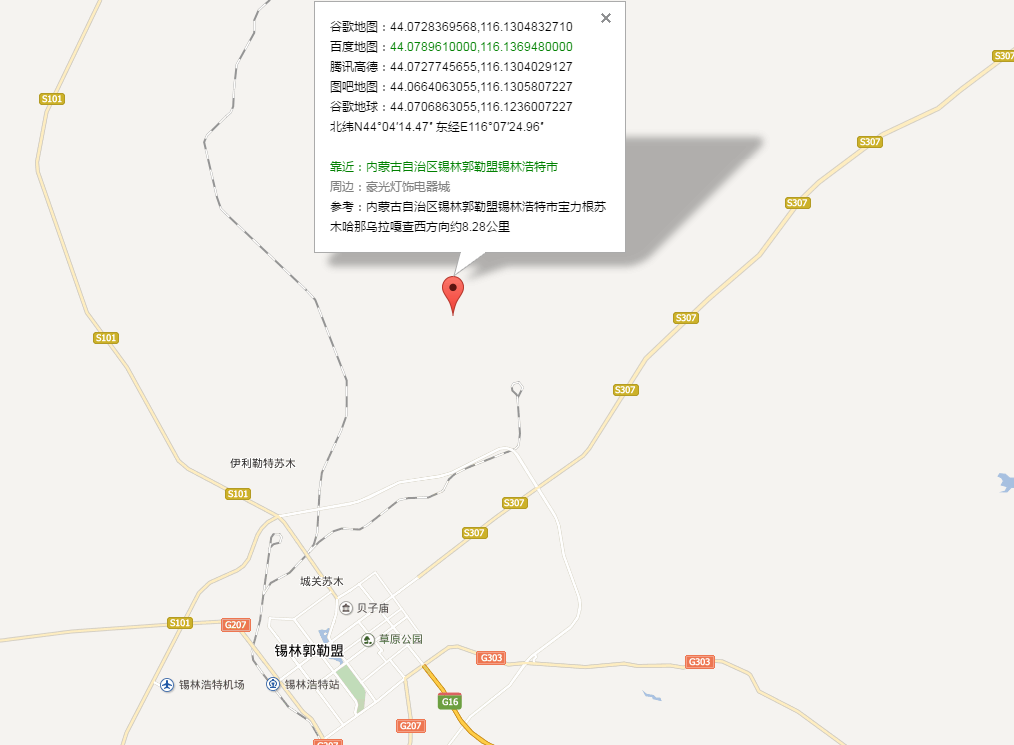 谷歌地图：44.0728369568,116.1304832710
百度地图：44.0789610000,116.1369480000
腾讯高德：44.0727745655,116.1304029127
图吧地图：44.0664063055,116.1305807227
谷歌地球：44.0706863055,116.1236007227
北纬N44°04′14.47″ 东经E116°07′24.96″
靠近：内蒙古自治区锡林郭勒盟锡林浩特市
周边：豪光灯饰电器城
参考：内蒙古自治区锡林郭勒盟锡林浩特市宝力根苏
木哈那乌拉嘎查西方向约8.28公里
S307
S101
S307
S307
S307
S101
S307
伊利勒特苏木
S101
S307
S307
城关苏木
贝子庙
S101
G207
草原公园
锡林郭勒盟
G303
G303
锡林浩特机场
锡林浩特站
G16
G207
G207